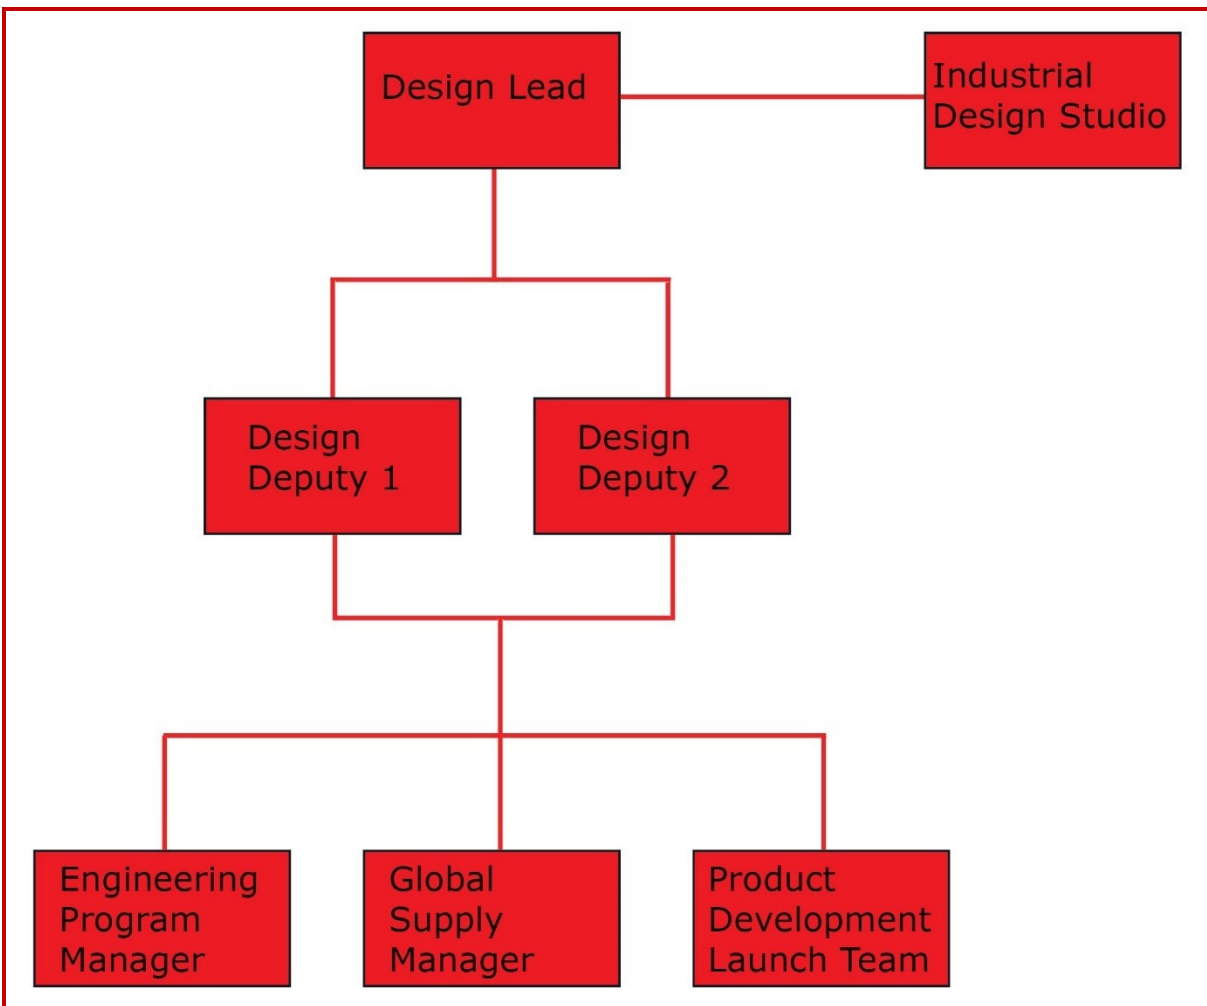 Design Lead
Industrial
Design Studio
Design
Deputy 1
Design
Deputy 2
Engineering
Program
Manager
Global
Supply
Manager
Product
Development
Launch Team